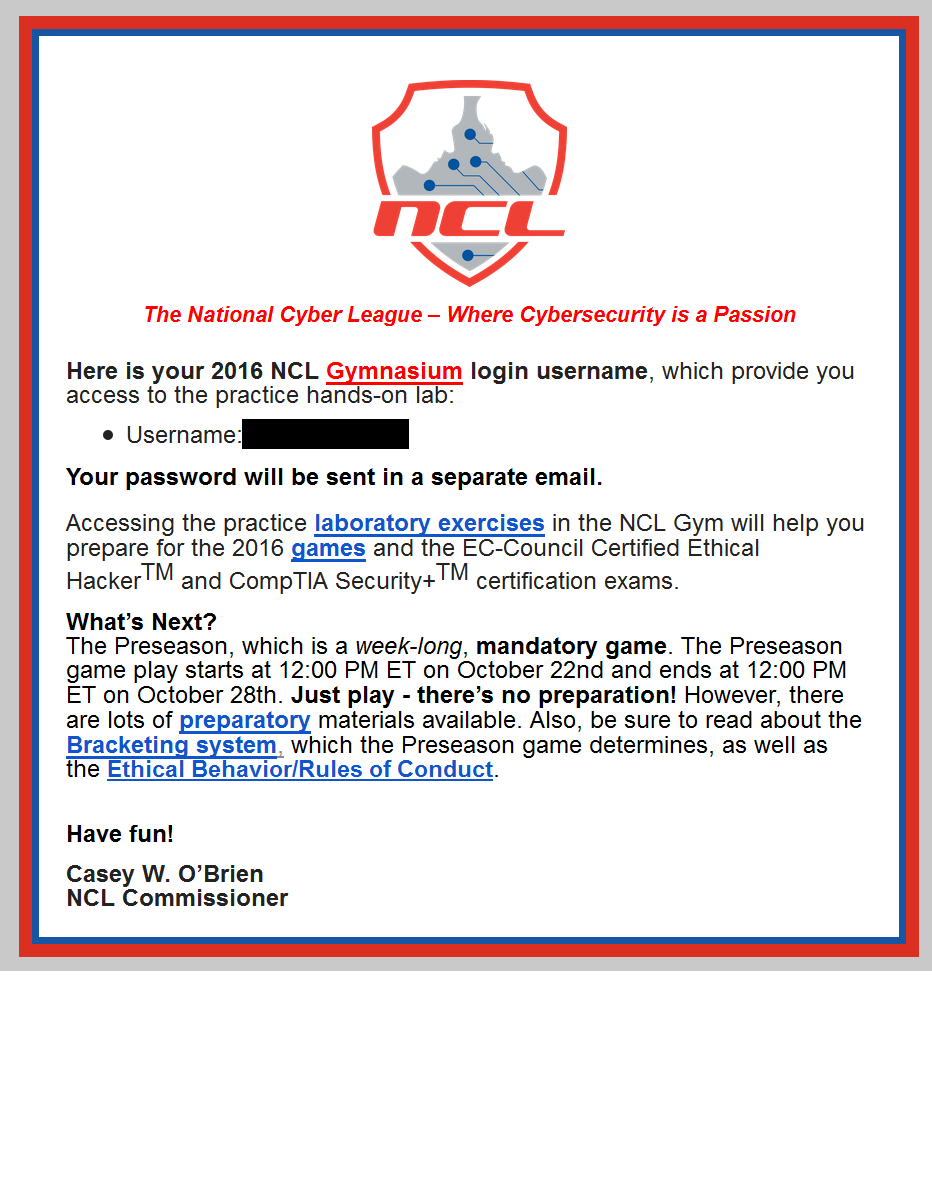 NCL
The National Cyber League – Where Cybersecurity is a Passion
Here is your 2016 NCL Gymnasium login username, which provide you
access to the practice hands-on lab:
• Username:
Your password will be sent in a separate email.
Accessing the practice laboratory exercises in the NCL Gym will help you
prepare for the 2016 games and the EC-Council Certified Ethical
Hacker™ and CompTIA Security+™ certification exams.
What’s Next?
The Preseason, which is a week-long, mandatory game. The Preseason
game play starts at 12:00 PM ET on October 22nd and ends at 12:00 PM
ET on October 28th. Just play - there’s no preparation! However, there
are lots of preparatory materials available. Also, be sure to read about the
Bracketing system, which the Preseason game determines, as well as
the Ethical Behavior/Rules of Conduct.
Have fun!
Casey W. O’Brien
NCL Commissioner